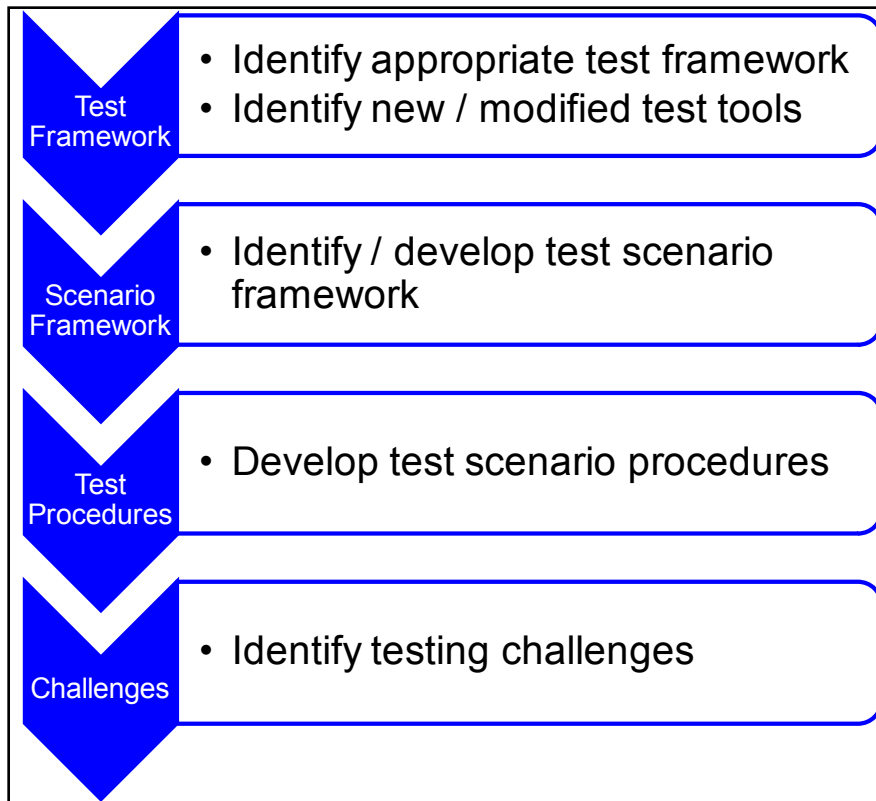 Test
Framework
• Identify appropriate test framework
• Identify new / modified test tools
Scenario
Framework
• Identify / develop test scenario
framework
Test
Procedures
• Develop test scenario procedures
Challenges
• Identify testing challenges